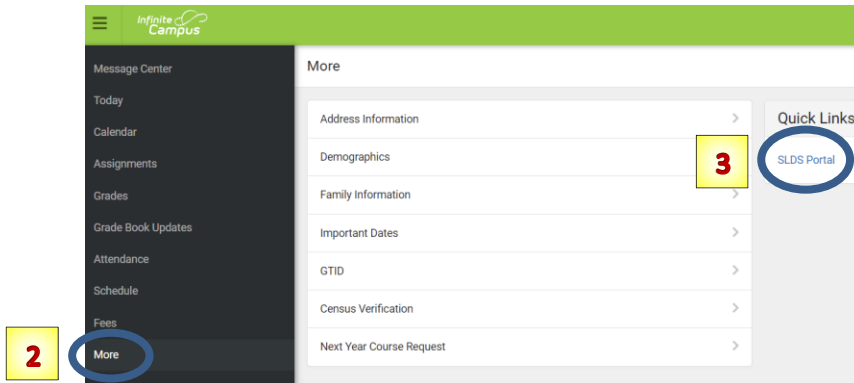 Infinite
Campus
Message Center
Today
Calendar
Assignments
Grades
Grade Book Updates
Attendance
Schedule
Fees
2
More
More
Address Information
Demographics
Family Information
Important Dates
GTID
Census Verification
Next Year Course Request
Quick Links
3
SLDS Portal